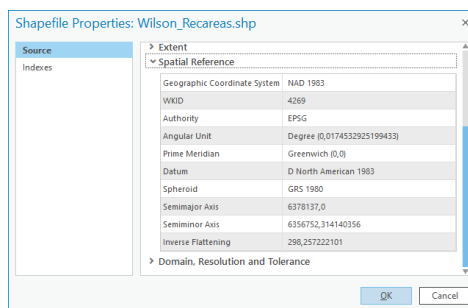 Shapefile Properties: Wilson_Recareas.shp
Source
Indexes
Extent
Spatial Reference
Geographic Coordinate System NAD 1983
WKID 4269
Authority EPSG
Angular Unit Degree (0,0174532925199433)
Prime Meridian Greenwich (0,0)
Datum D North American 1983
Spheroid GRS 1980
Semimajor Axis 6378137,0
Semiminor Axis 6356752,314140356
Inverse Flattening 298,257222101
Domain, Resolution and Tolerance
OK Cancel